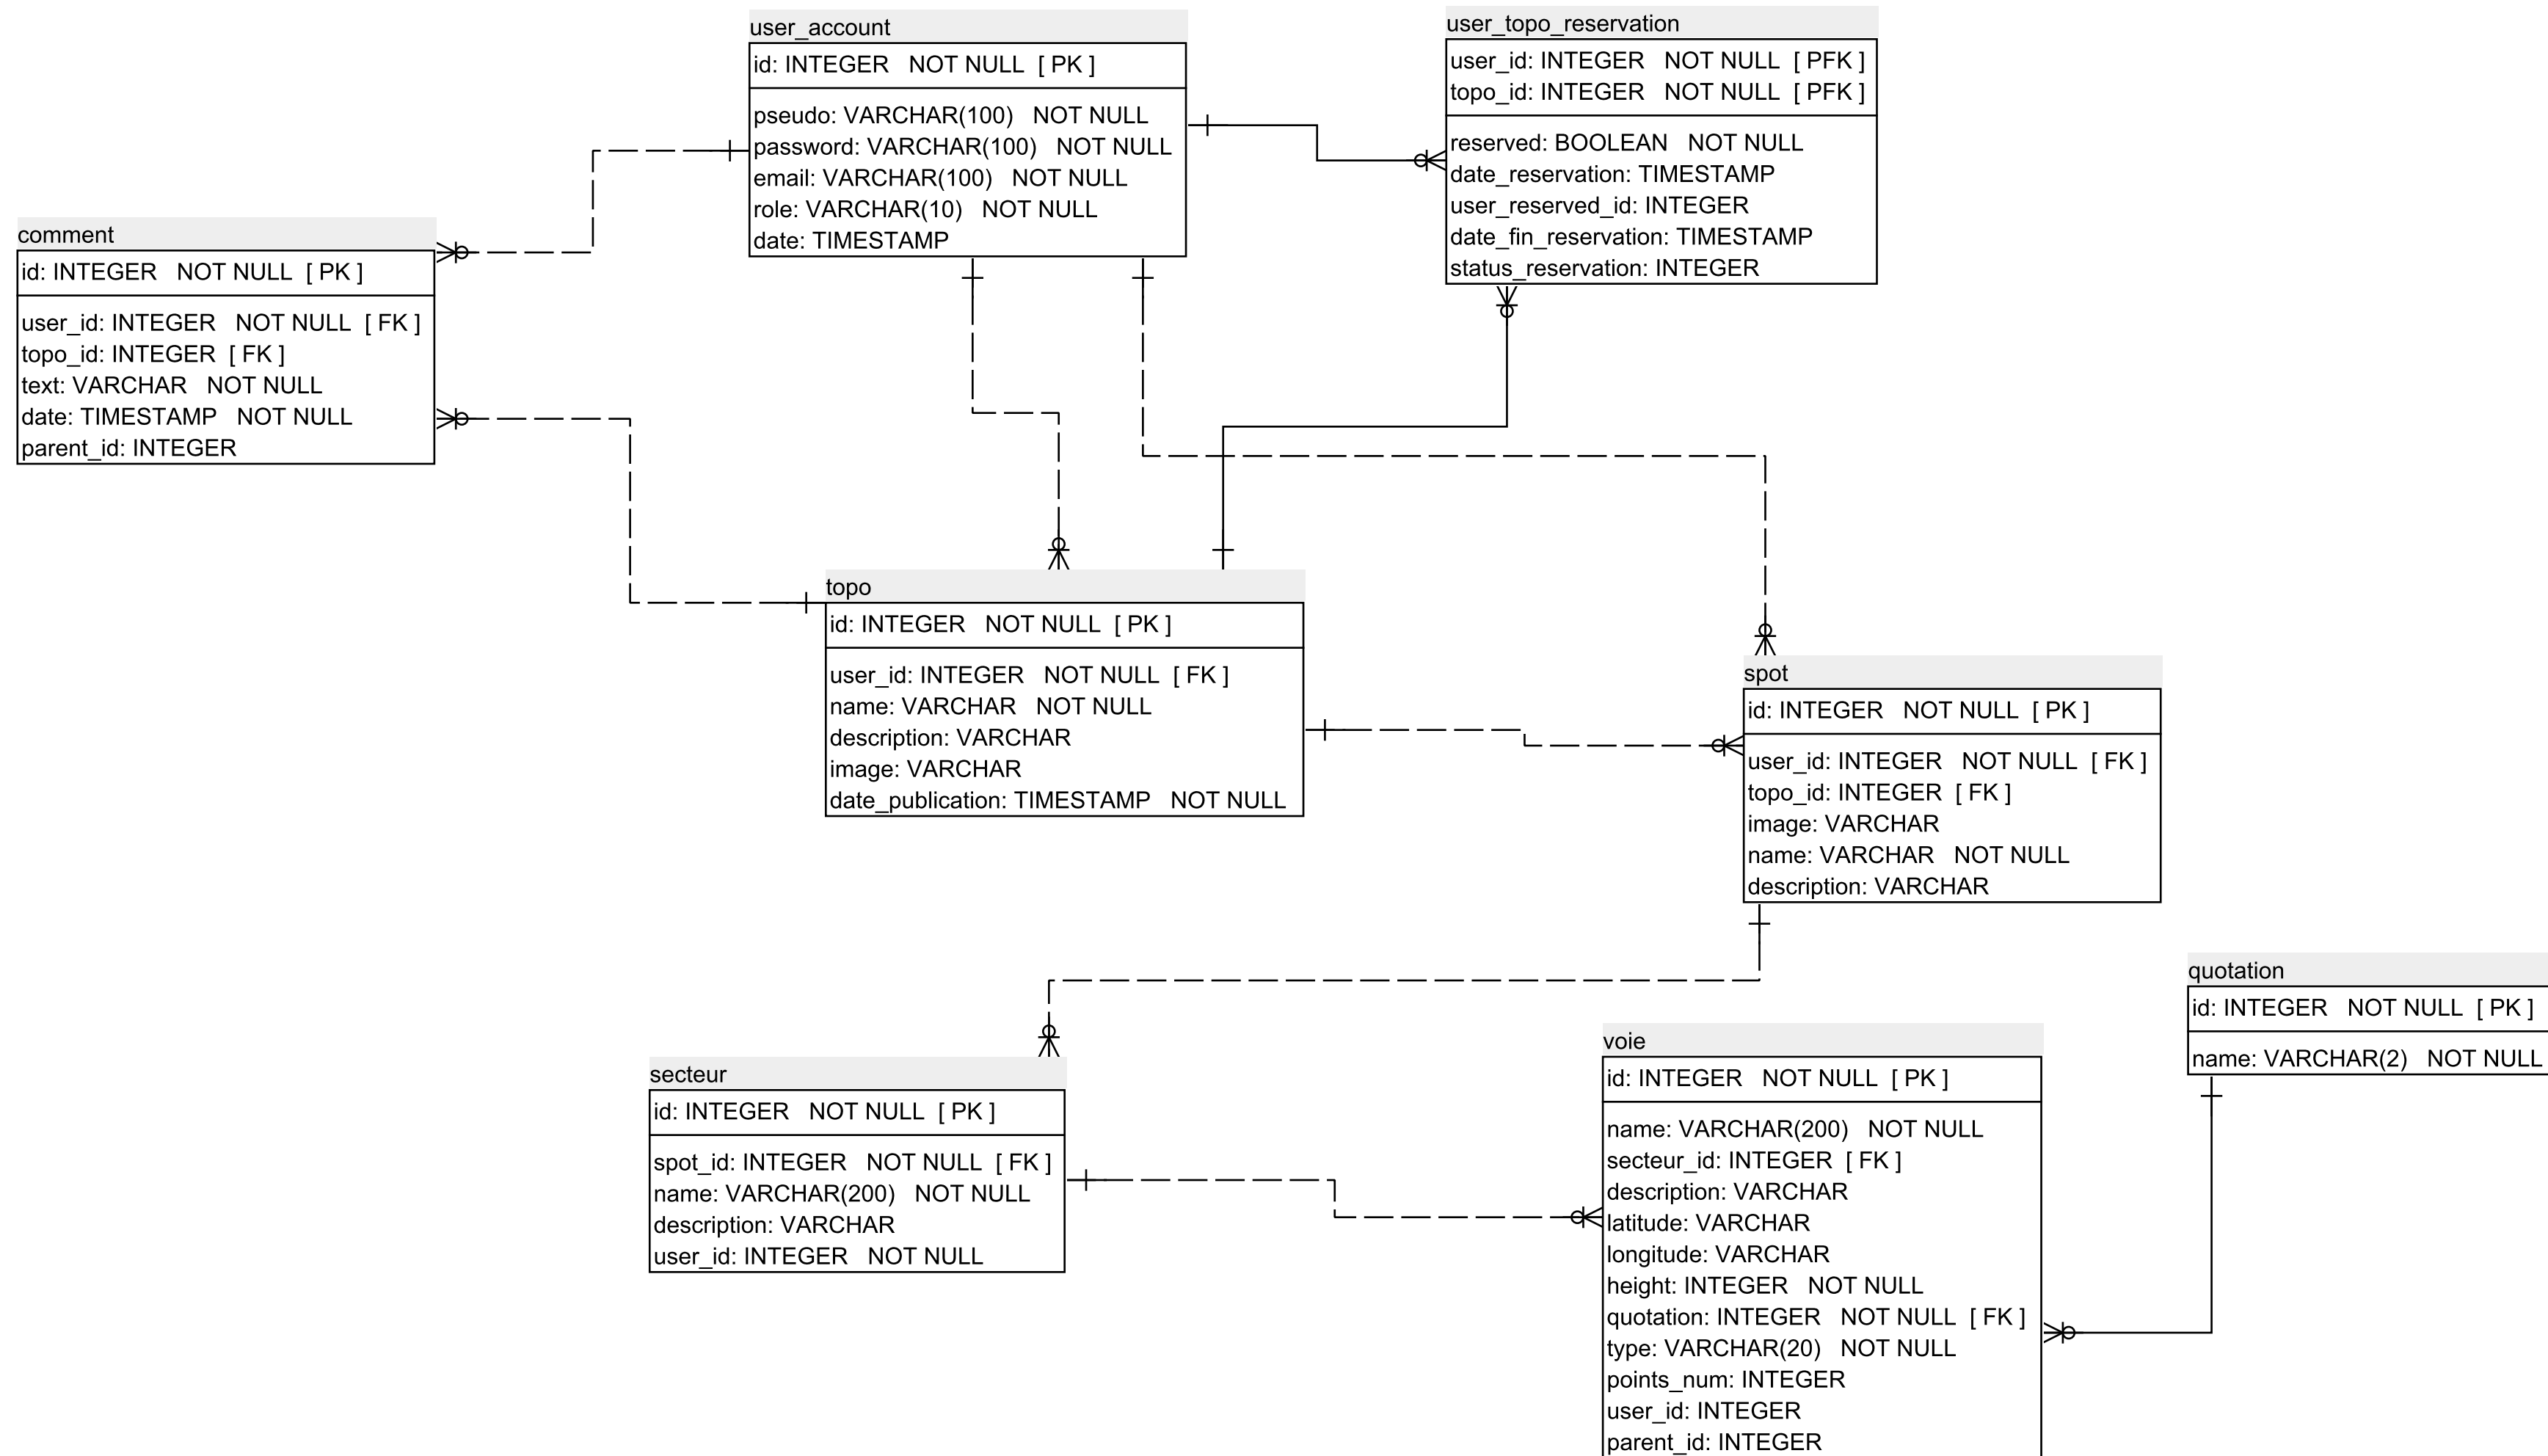 user_account
id: INTEGER NOT NULL [ PK ]
pseudo: VARCHAR(100) NOT NULL
password: VARCHAR(100) NOT NULL
email: VARCHAR(100) NOT NULL
role: VARCHAR(10) NOT NULL
date: TIMESTAMP
user_topo_reservation
user_id: INTEGER NOT NULL [ PFK ]
topo_id: INTEGER NOT NULL [ PFK ]
reserved: BOOLEAN NOT NULL
date_reservation: TIMESTAMP
user_reserved_id: INTEGER
date_fin_reservation: TIMESTAMP
status_reservation: INTEGER
comment
id: INTEGER NOT NULL [ PK ]
user_id: INTEGER NOT NULL [ FK ]
topo_id: INTEGER [ FK ]
text: VARCHAR NOT NULL
date: TIMESTAMP NOT NULL
parent_id: INTEGER
topo
id: INTEGER NOT NULL [ PK ]
user_id: INTEGER NOT NULL [ FK ]
name: VARCHAR NOT NULL
description: VARCHAR
image: VARCHAR
date_publication: TIMESTAMP NOT NULL
spot
id: INTEGER NOT NULL [ PK ]
user_id: INTEGER NOT NULL [ FK ]
topo_id: INTEGER [ FK ]
image: VARCHAR
name: VARCHAR NOT NULL
description: VARCHAR
quotation
id: INTEGER NOT NULL [ PK ]
name: VARCHAR(2) NOT NULL
secteur
id: INTEGER NOT NULL [ PK ]
spot_id: INTEGER NOT NULL [ FK ]
name: VARCHAR(200) NOT NULL
description: VARCHAR
user_id: INTEGER NOT NULL
voie
id: INTEGER NOT NULL [ PK ]
name: VARCHAR(200) NOT NULL
secteur_id: INTEGER [ FK ]
description: VARCHAR
latitude: VARCHAR
longitude: VARCHAR
height: INTEGER NOT NULL
quotation: INTEGER NOT NULL [ FK ]
type: VARCHAR(20) NOT NULL
points_num: INTEGER
user_id: INTEGER
parent_id: INTEGER